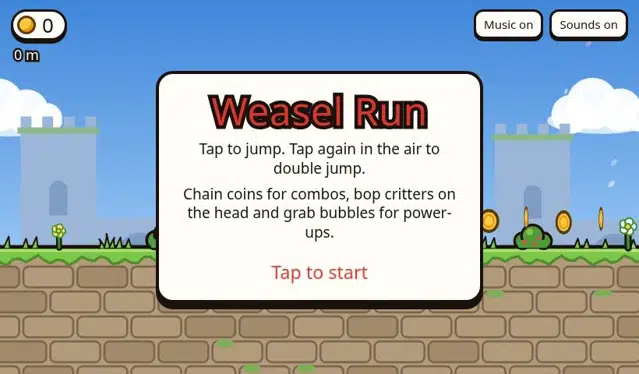 0
Music on
Sounds on
0 m
Weasel Run
Tap to jump. Tap again in the air to
double jump.
Chain coins for combos, bop critters on
the head and grab bubbles for power-
ups.
Tap to start